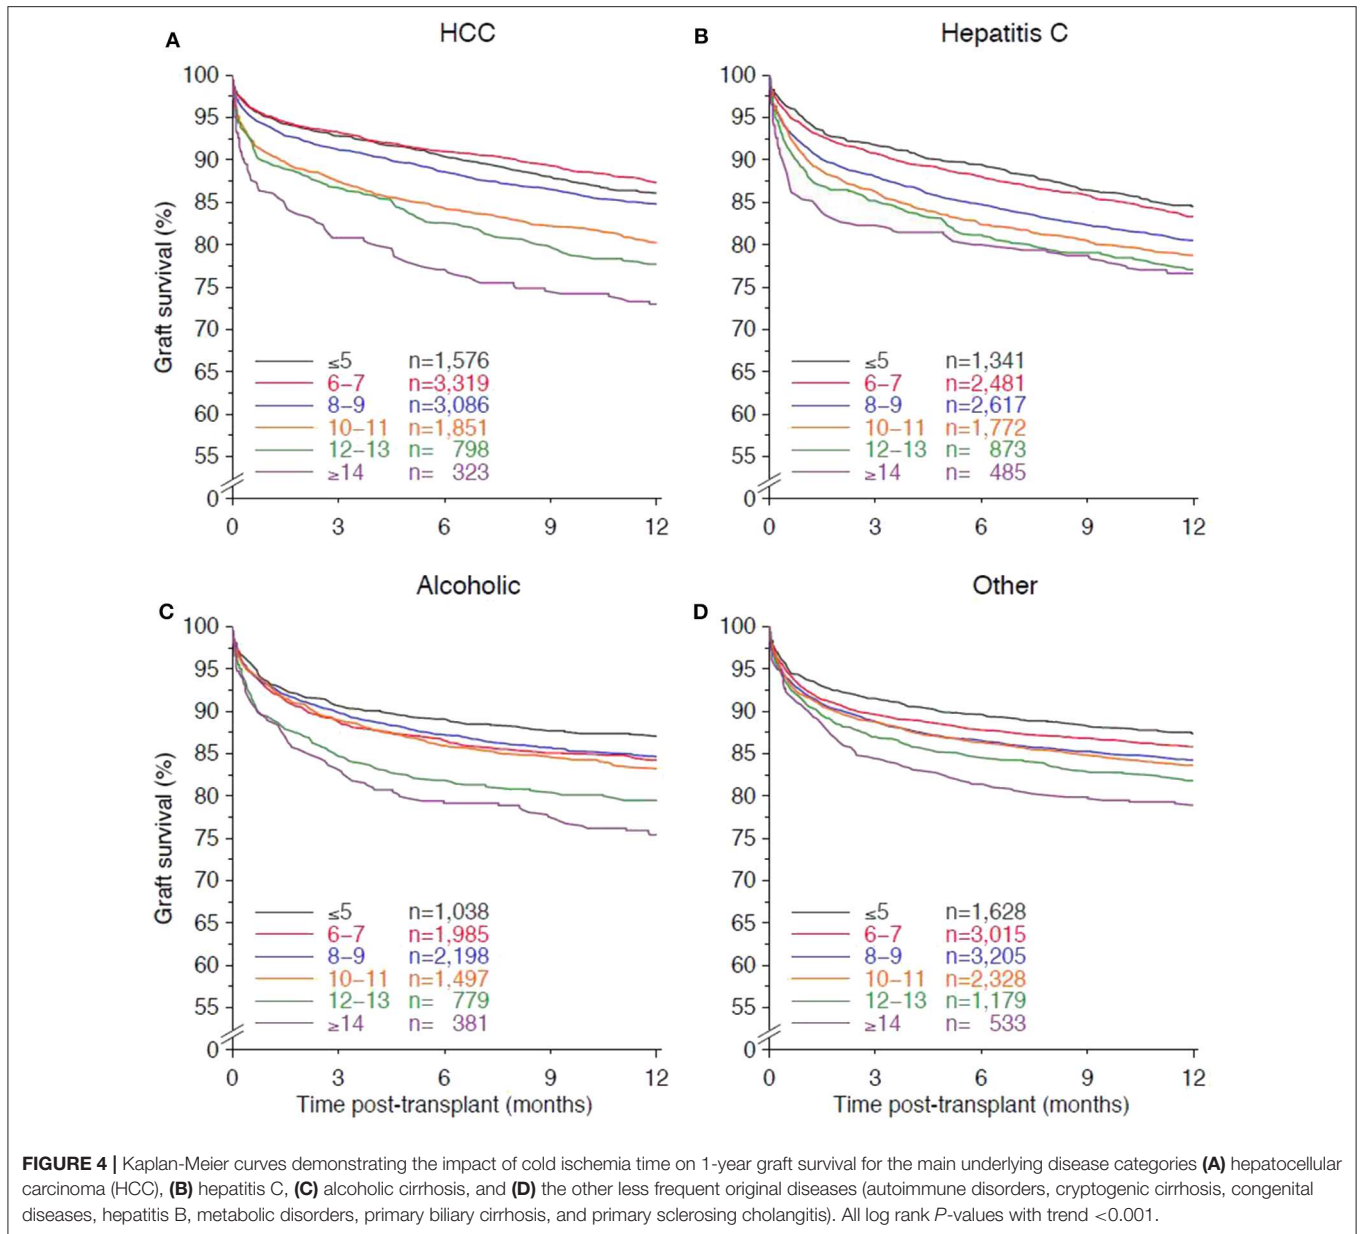 A
HCC
100
95
90
85
80
75
70
65
60
55
0
Graft survival (%)
≤5 n=1,576
6–7 n=3,319
8–9 n=3,086
10–11 n=1,851
12–13 n= 798
≥14 n= 323
0 3 6 9 12
B
Hepatitis C
100
95
90
85
80
75
70
65
60
55
0
≤5 n=1,341
6–7 n=2,481
8–9 n=2,617
10–11 n=1,772
12–13 n= 873
≥14 n= 485
0 3 6 9 12
C
Alcoholic
100
95
90
85
80
75
70
65
60
55
0
Graft survival (%)
≤5 n=1,038
6–7 n=1,985
8–9 n=2,198
10–11 n=1,497
12–13 n= 779
≥14 n= 381
0 3 6 9 12
Time post-transplant (months)
D
Other
100
95
90
85
80
75
70
65
60
55
0
≤5 n=1,628
6–7 n=3,015
8–9 n=3,205
10–11 n=2,328
12–13 n=1,179
≥14 n= 533
0 3 6 9 12
Time post-transplant (months)
FIGURE 4 | Kaplan-Meier curves demonstrating the impact of cold ischemia time on 1-year graft survival for the main underlying disease categories (A) hepatocellular
carcinoma (HCC), (B) hepatitis C, (C) alcoholic cirrhosis, and (D) the other less frequent original diseases (autoimmune disorders, cryptogenic cirrhosis, congenital
diseases, hepatitis B, metabolic disorders, primary biliary cirrhosis, and primary sclerosing cholangitis). All log rank P-values with trend <0.001.